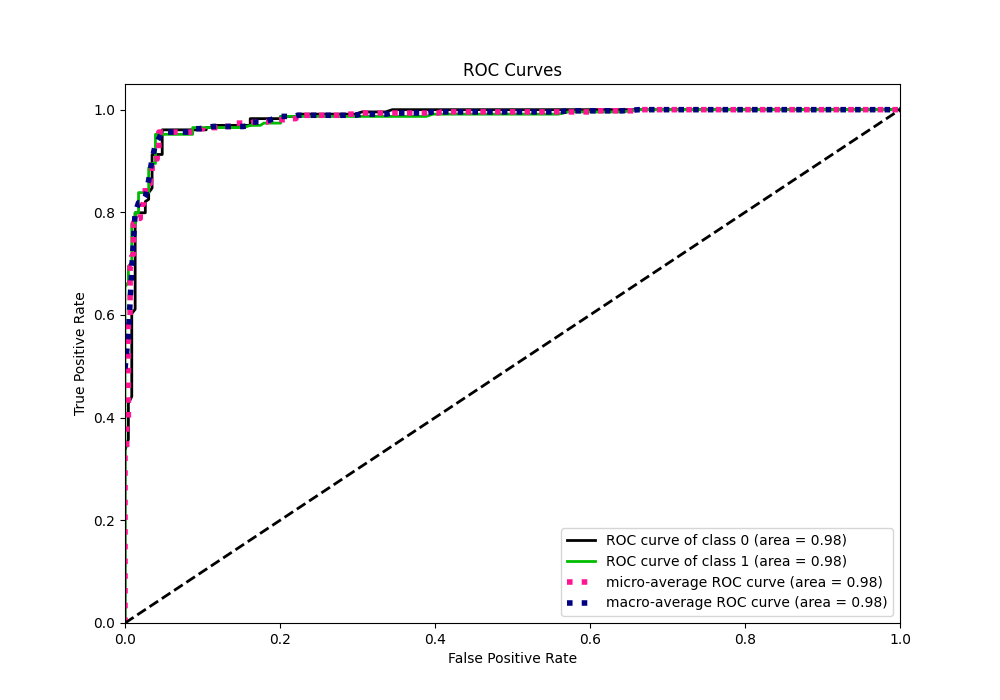 ROC Curves
True Positive Rate
1.0
0.8
0.6
0.4
0.2
0.0
ROC curve of class 0 (area = 0.98)
ROC curve of class 1 (area = 0.98)
micro-average ROC curve (area = 0.98)
macro-average ROC curve (area = 0.98)
0.0 0.2 0.4 0.6 0.8 1.0
False Positive Rate